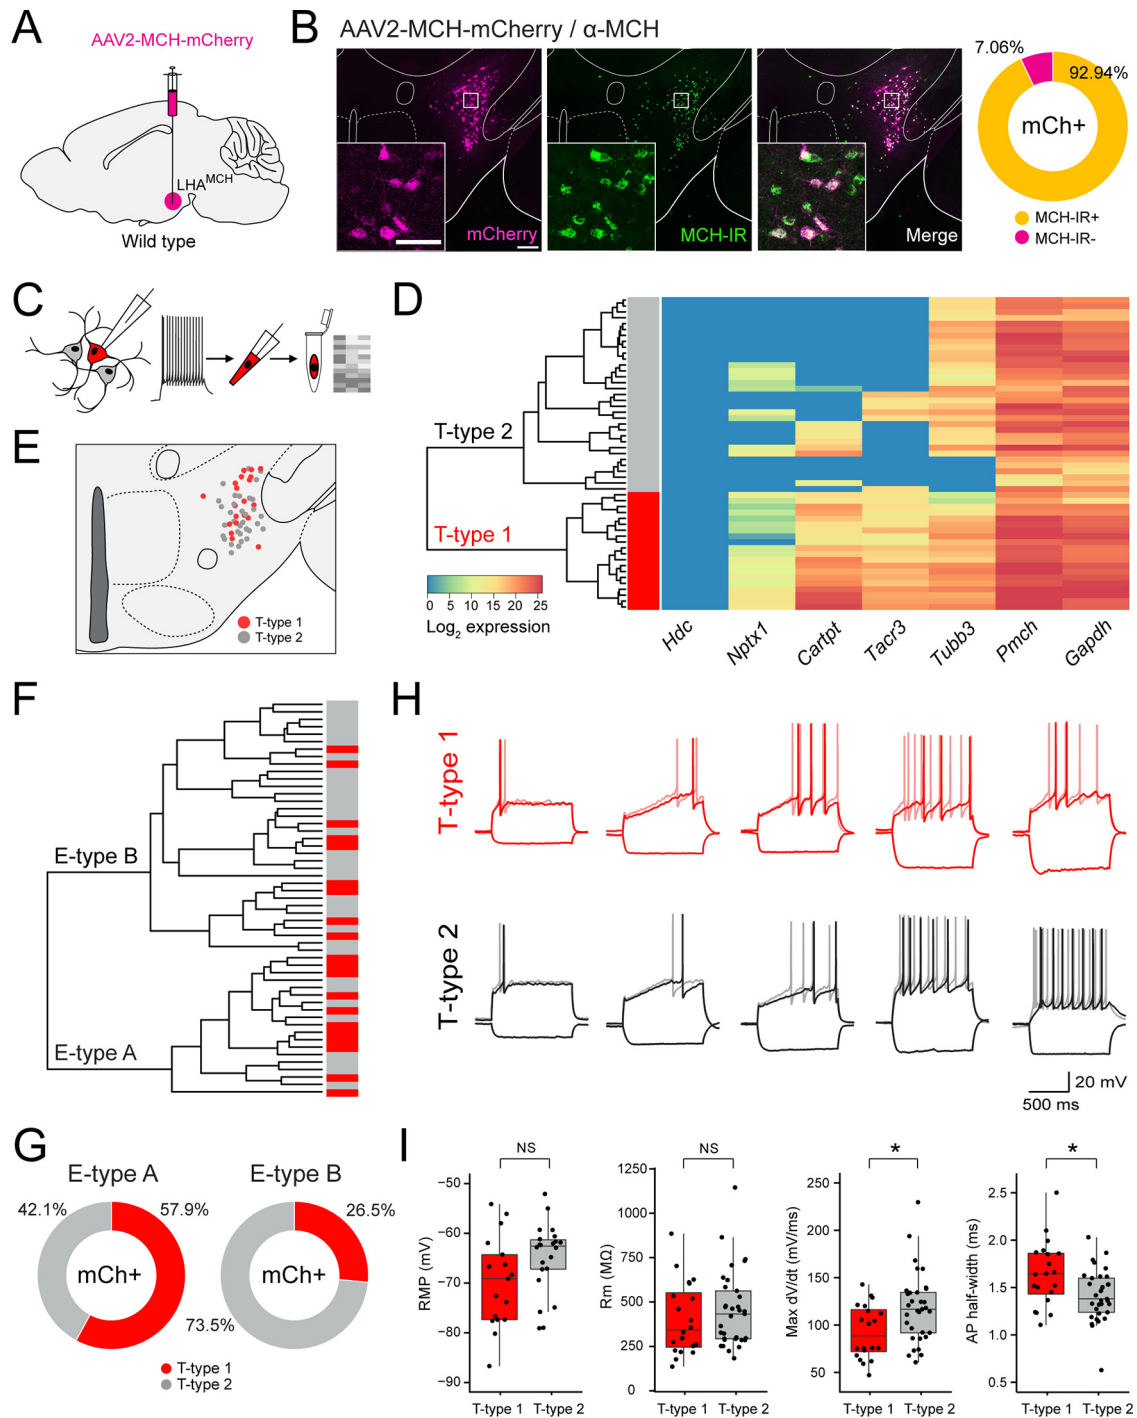 A
AAV2-MCH-mCherry
LHA^MCH
Wild type
B
AAV2-MCH-mCherry / α-MCH
mCherry
MCH-IR
Merge
7.06%
92.94%
mCh+
MCH-IR+
MCH-IR-
C
D
T-type 2
T-type 1
0 5 10 15 20 25
Log₂ expression
Hdc
Nptx1
Cartpt
Tacr3
Tubb3
Pmch
Gapdh
E
T-type 1
T-type 2
F
E-type B
E-type A
H
T-type 1
T-type 2
20 mV
500 ms
G
E-type A
E-type B
42.1%
57.9%
26.5%
73.5%
mCh+
mCh+
T-type 1
T-type 2
I
NS
RMP (mV)
−50
−60
−70
−80
−90
T-type 1 T-type 2
NS
Rm (MΩ)
1250
1000
750
500
250
0
T-type 1 T-type 2
*
Max dV/dt (mV/ms)
250
200
150
100
50
T-type 1 T-type 2
*
AP half-width (ms)
2.5
2.0
1.5
1.0
0.5
T-type 1 T-type 2